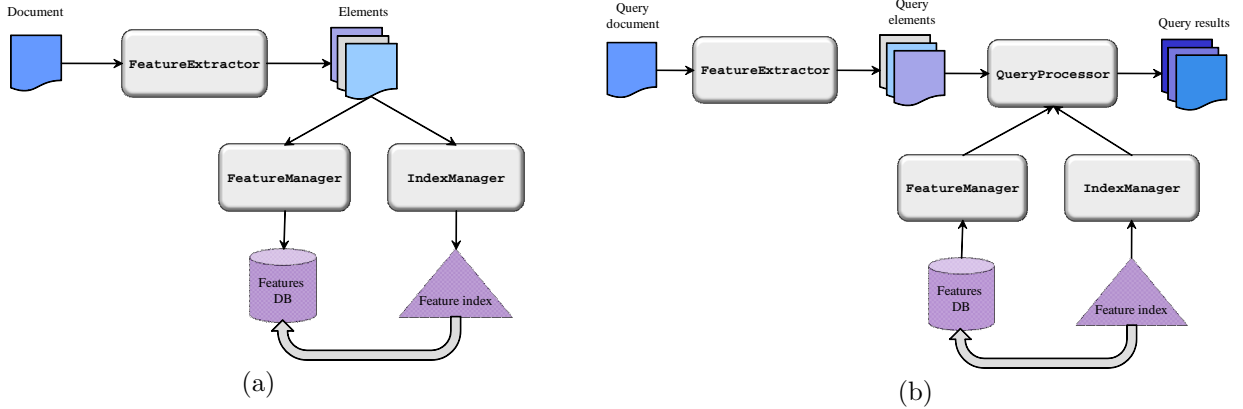 Document
Elements
FeatureExtractor
FeatureManager
IndexManager
Features
DB
Feature index
(a)
Query
document
Query
elements
Query results
FeatureExtractor
QueryProcessor
FeatureManager
IndexManager
Features
DB
Feature index
(b)